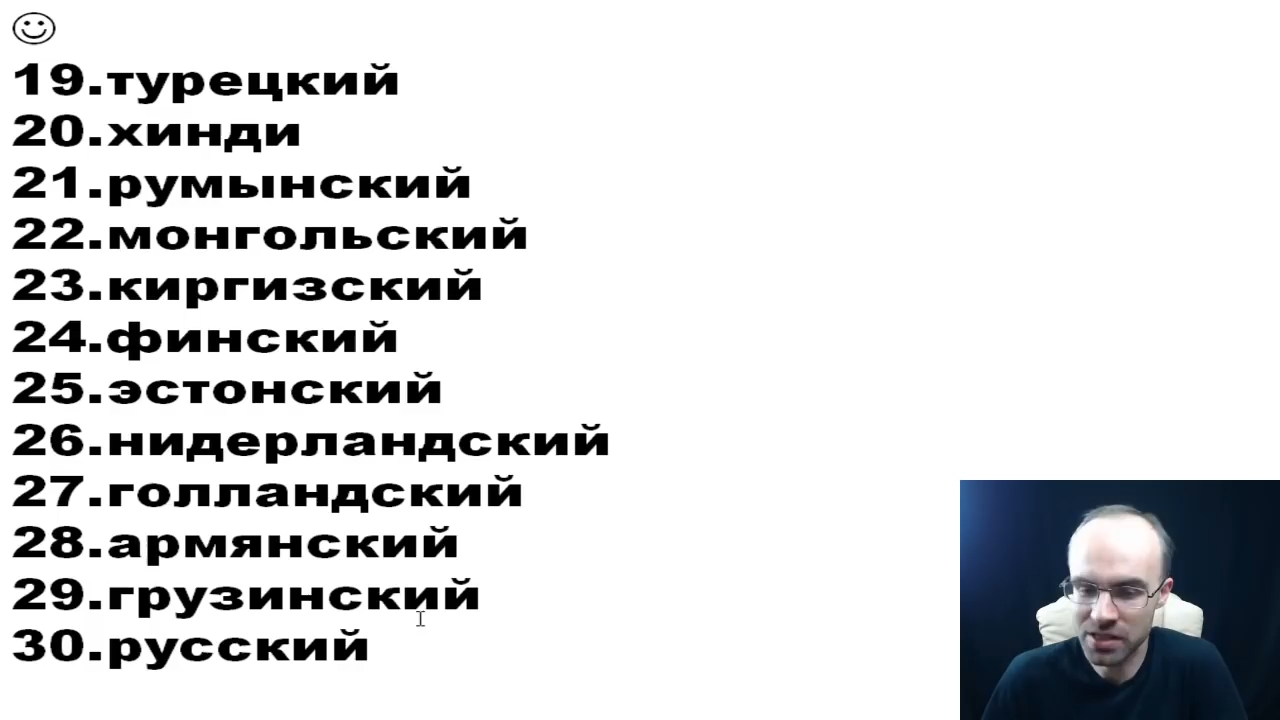 19.турецкий
20.хинди
21.румынский
22.монгольский
23.киргизский
24.финский
25.эстонский
26.нидерландский
27.голландский
28.армянский
29.грузинский
30.русский